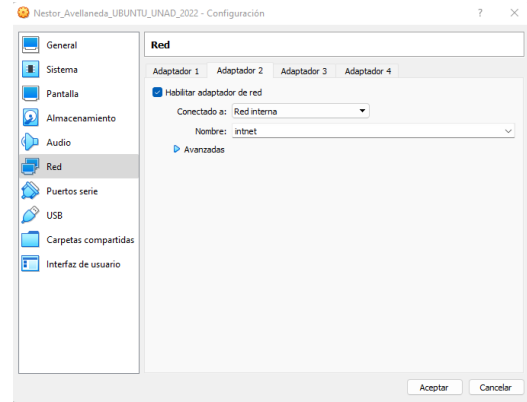 Nestor_Avellaneda_UBUNTU_UNAD_2022 - Configuración
? ×
General
Sistema
Pantalla
Almacenamiento
Audio
Red
Puertos serie
USB
Carpetas compartidas
Interfaz de usuario
Red
Adaptador 1 Adaptador 2 Adaptador 3 Adaptador 4
Habilitar adaptador de red
Conectado a: Red interna
Nombre: intnet
Avanzadas
Aceptar Cancelar